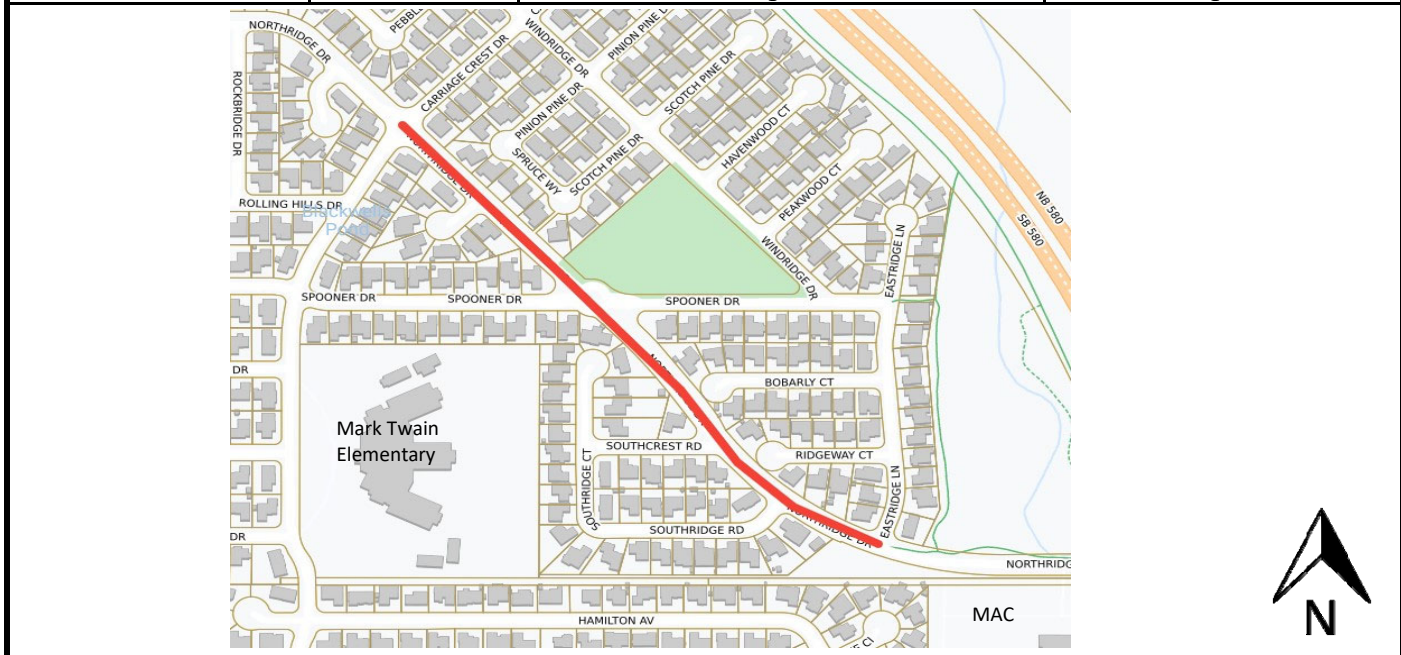 NORTHRIDGE DR
CARRIAGE CREST DR
WINDRIDGE DR
PINION PINE D
SCOTCH PINE DR
ROCKBRIDGE DR
PINION PINE DR
SPRUCE WY
SCOTCH PINE DR
HAVENWOOD CT
PEAKWOOD CT
NORTHRIDGE DR
ROLLING HILLS DR
Blackwells
Pond
EASTRIDGE LN
NB 580
SB 580
WINDRIDGE DR
SPOONER DR
SPOONER DR
SPOONER DR
DR
BOBARLY CT
Mark Twain
Elementary
SOUTHCREST RD
RIDGEWAY CT
SOUTHRIDGE CT
EASTRIDGE LN
SOUTHRIDGE RD
NORTHRIDGE DR
DR
NORTHRIDG
HAMILTON AV
MAC
N